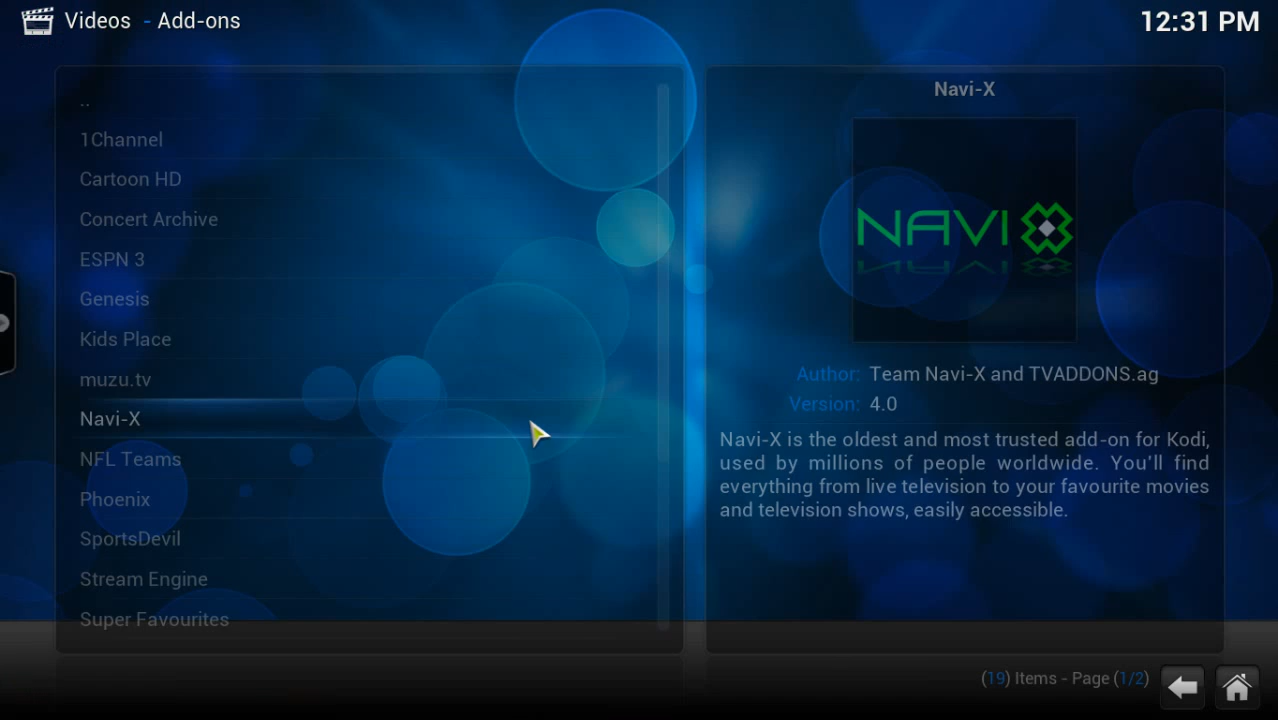 Videos - Add-ons
12:31 PM
..
1Channel
Cartoon HD
Concert Archive
ESPN 3
Genesis
Kids Place
muzu.tv
Navi-X
NFL Teams
Phoenix
SportsDevil
Stream Engine
Super Favourites
Navi-X
NAVI X
Author: Team Navi-X and TVADDONS.ag
Version: 4.0
Navi-X is the oldest and most trusted add-on for Kodi,
used by millions of people worldwide. You'll find
everything from live television to your favourite movies
and television shows, easily accessible.
(19) Items - Page (1/2)